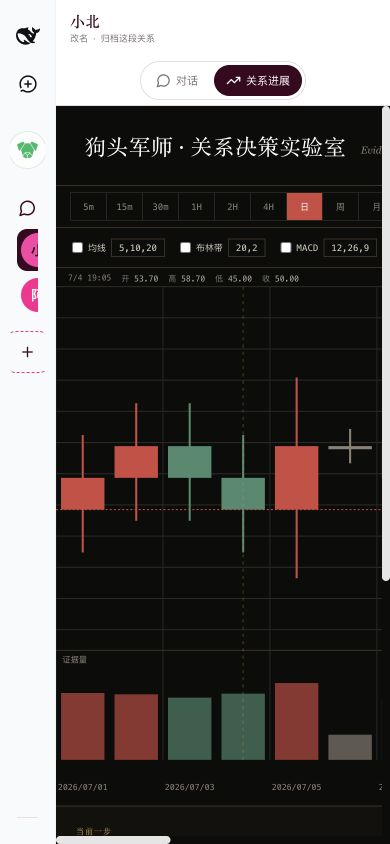 小北
改名 · 归档这段关系
对话 关系进展
狗头军师 · 关系决策实验室 Evid
5m 15m 30m 1H 2H 4H 日 周 月
均线 5,10,20 布林带 20,2 MACD 12,26,9
7/4 19:05 开 53.70 高 58.70 低 45.00 收 50.00
证据量
2026/07/01 2026/07/03 2026/07/05 2
当前一步